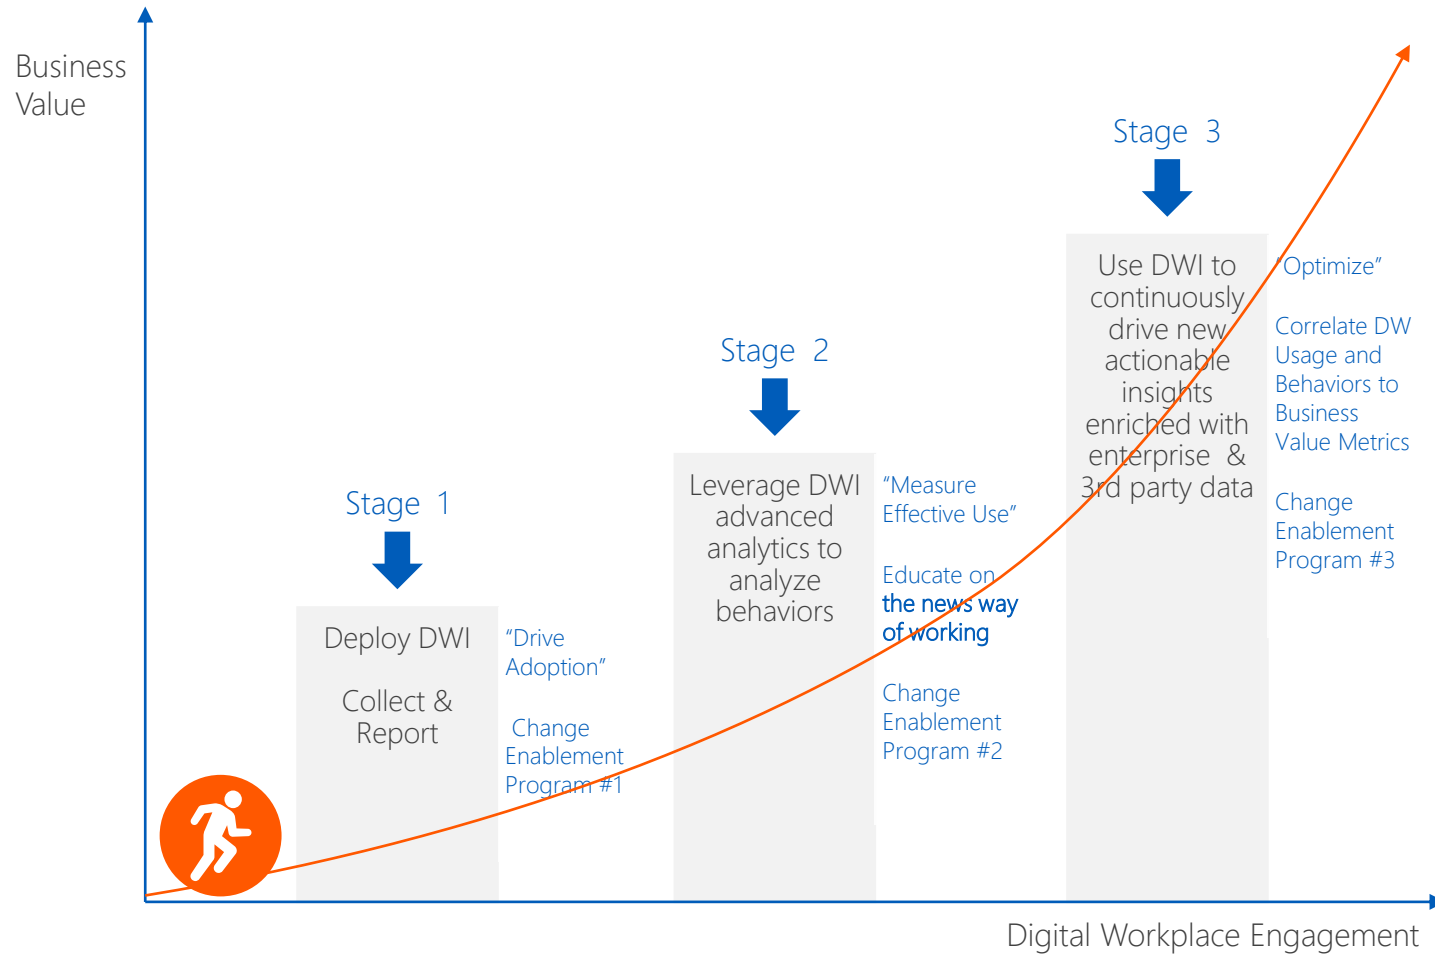 Business
Value
Stage 3
Use DWI to
continuously
drive new
actionable
insights
enriched with
enterprise &
3rd party data
"Optimize"
Correlate DW
Usage and
Behaviors to
Business
Value Metrics
Change
Enablement
Program #3
Stage 2
Leverage DWI
advanced
analytics to
analyze
behaviors
“Measure
Effective Use”
Educate on
the news way
of working
Change
Enablement
Program #2
Stage 1
Deploy DWI
Collect &
Report
“Drive
Adoption”
Change
Enablement
Program #1
Digital Workplace Engagement